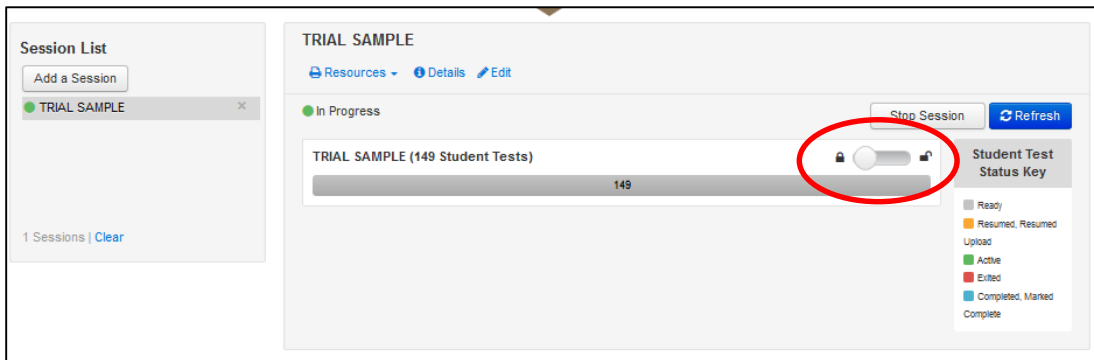 Session List
Add a Session
TRIAL SAMPLE ×
1 Sessions | Clear
TRIAL SAMPLE
Resources Details Edit
In Progress
Stop Session Refresh
TRIAL SAMPLE (149 Student Tests)
149
Student Test
Status Key
Ready
Resumed, Resumed
Upload
Active
Exited
Completed, Marked
Complete